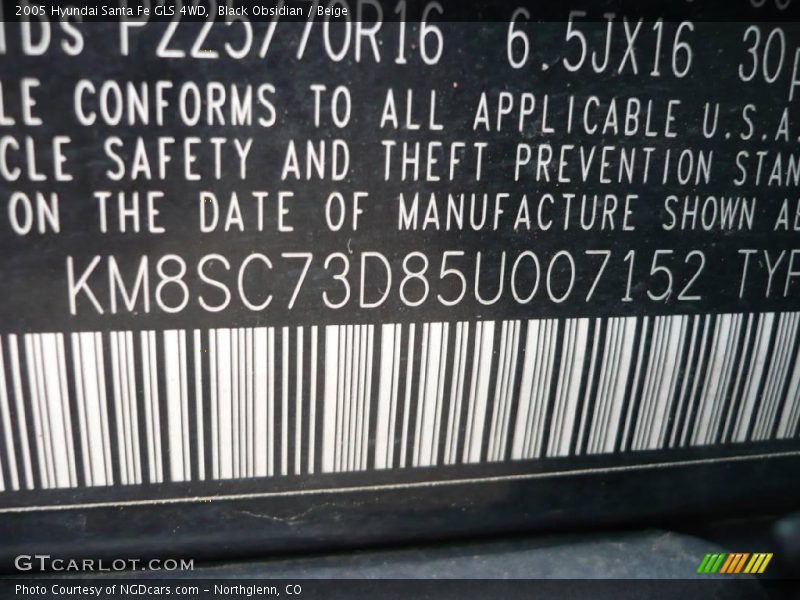 2005 Hyundai Santa Fe GLS 4WD, Black Obsidian / Beige
P225/70R16 6.5JX16
LE CONFORMS TO ALL APPLICABLE U.S.A.
CLE SAFETY AND THEFT PREVENTION STAN
ON THE DATE OF MANUFACTURE SHOWN AB
KM8SC73D85U007152 TYP
GTCARLOT.COM
Photo Courtesy of NGDcars.com – Northglenn, CO